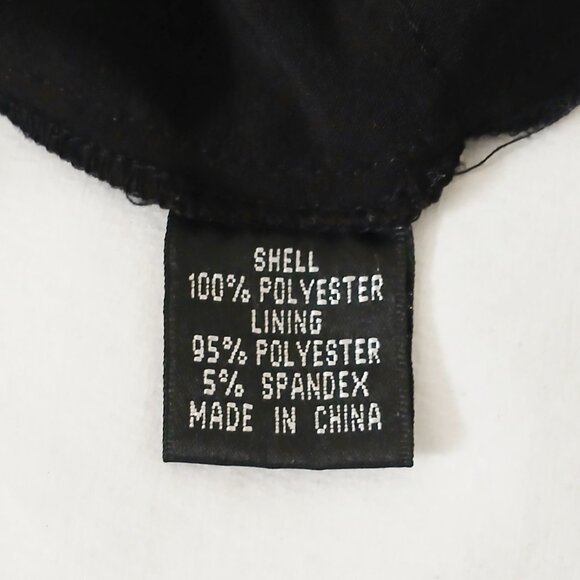 SHELL
100% POLYESTER
LINING
95% POLYESTER
5% SPANDEX
MADE IN CHINA